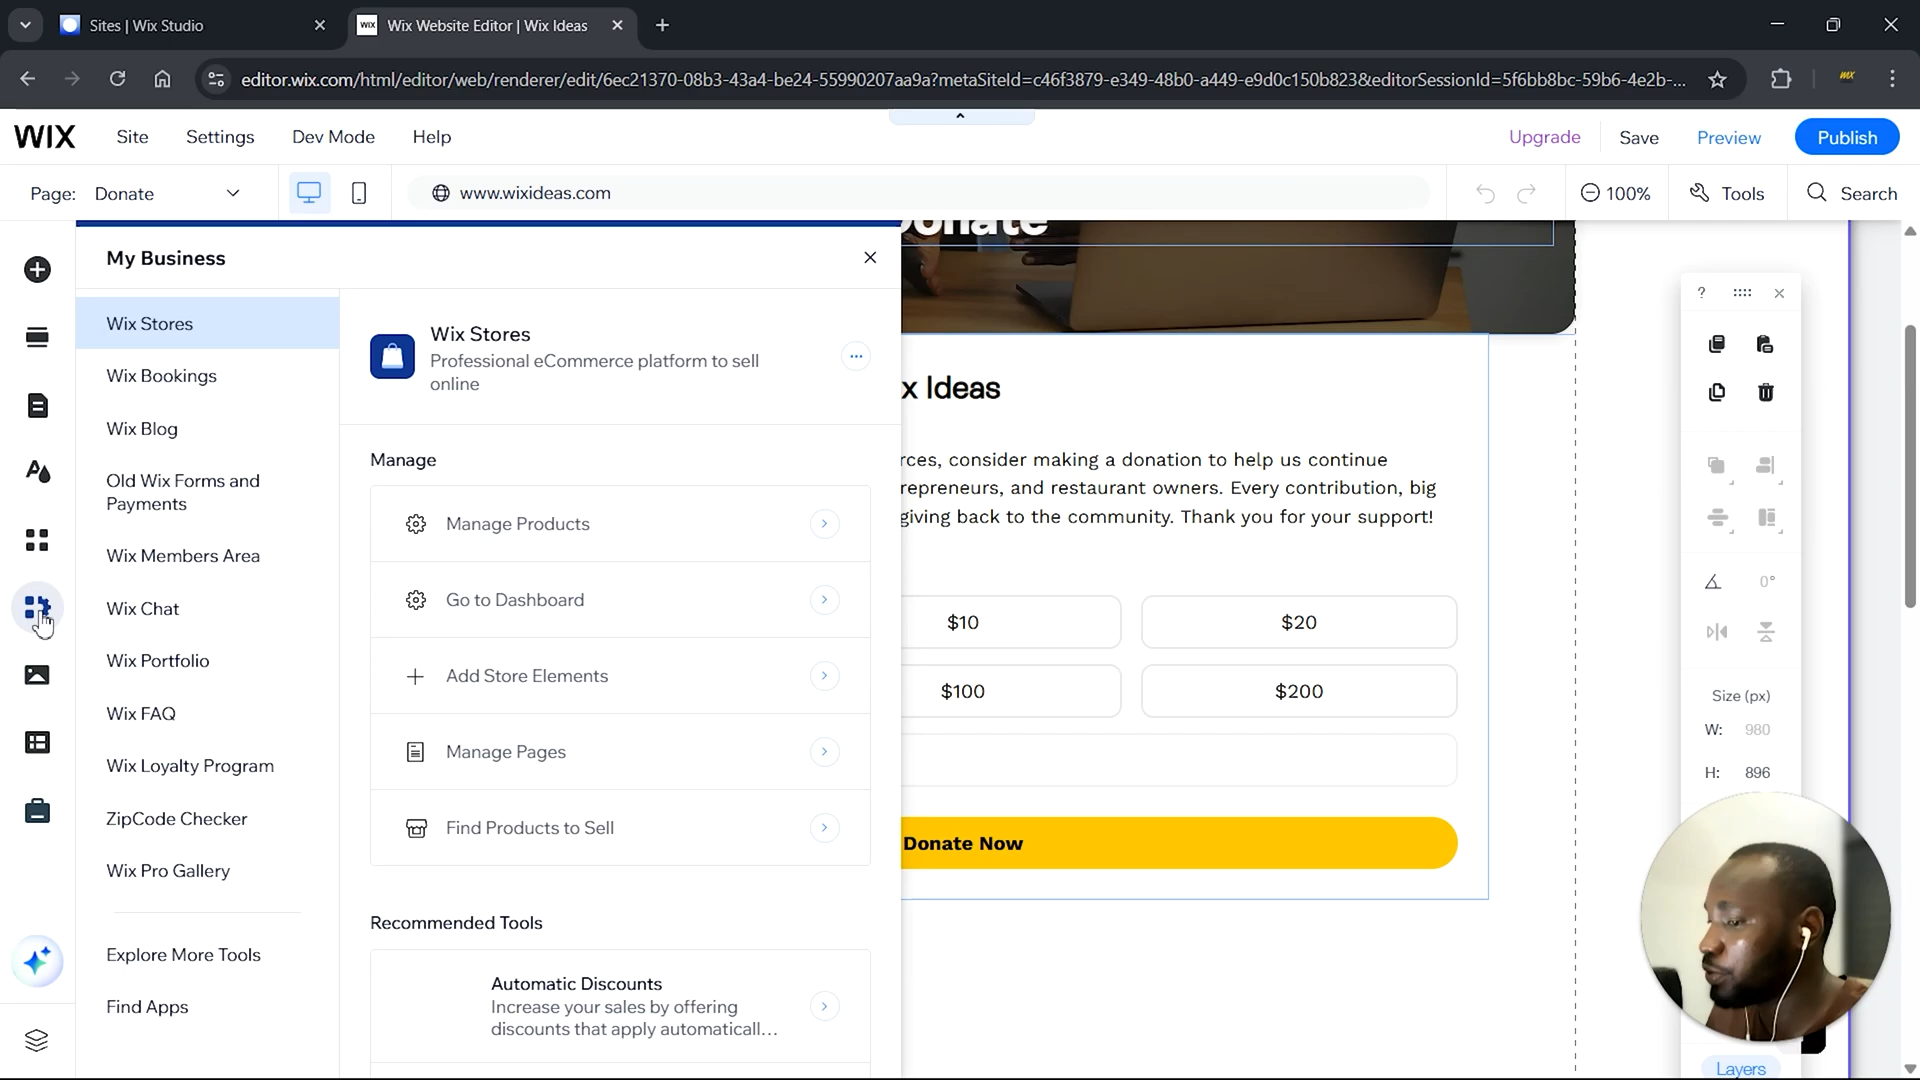 Sites | Wix Studio
WIX
Wix Website Editor | Wix Ideas
editor.wix.com/html/editor/web/renderer/edit/6ec21370-08b3-43a4-be24-55990207aa9a?metaSiteId=c46f3879-e349-48b0-a449-e9d0c150b823&editorSessionId=5f6bb8bc-59b6-4e2b-...
WIX
WIX
Site
Settings
Dev Mode
Help
Upgrade
Save
Preview
Publish
Page: Donate
www.wixideas.com
100%
Tools
Search
My Business
Wix Stores
Wix Bookings
Wix Blog
Old Wix Forms and
Payments
Wix Members Area
Wix Chat
Wix Portfolio
Wix FAQ
Wix Loyalty Program
ZipCode Checker
Wix Pro Gallery
Explore More Tools
Find Apps
Wix Stores
Professional eCommerce platform to sell
online
Manage
Manage Products
Go to Dashboard
Add Store Elements
Manage Pages
Find Products to Sell
Recommended Tools
Automatic Discounts
Increase your sales by offering
discounts that apply automaticall...
Donate
x Ideas
rces, consider making a donation to help us continue
repreneurs, and restaurant owners. Every contribution, big
giving back to the community. Thank you for your support!
$10
$20
$100
$200
Donate Now
?
0°
Size (px)
W: 980
H: 896
Layers